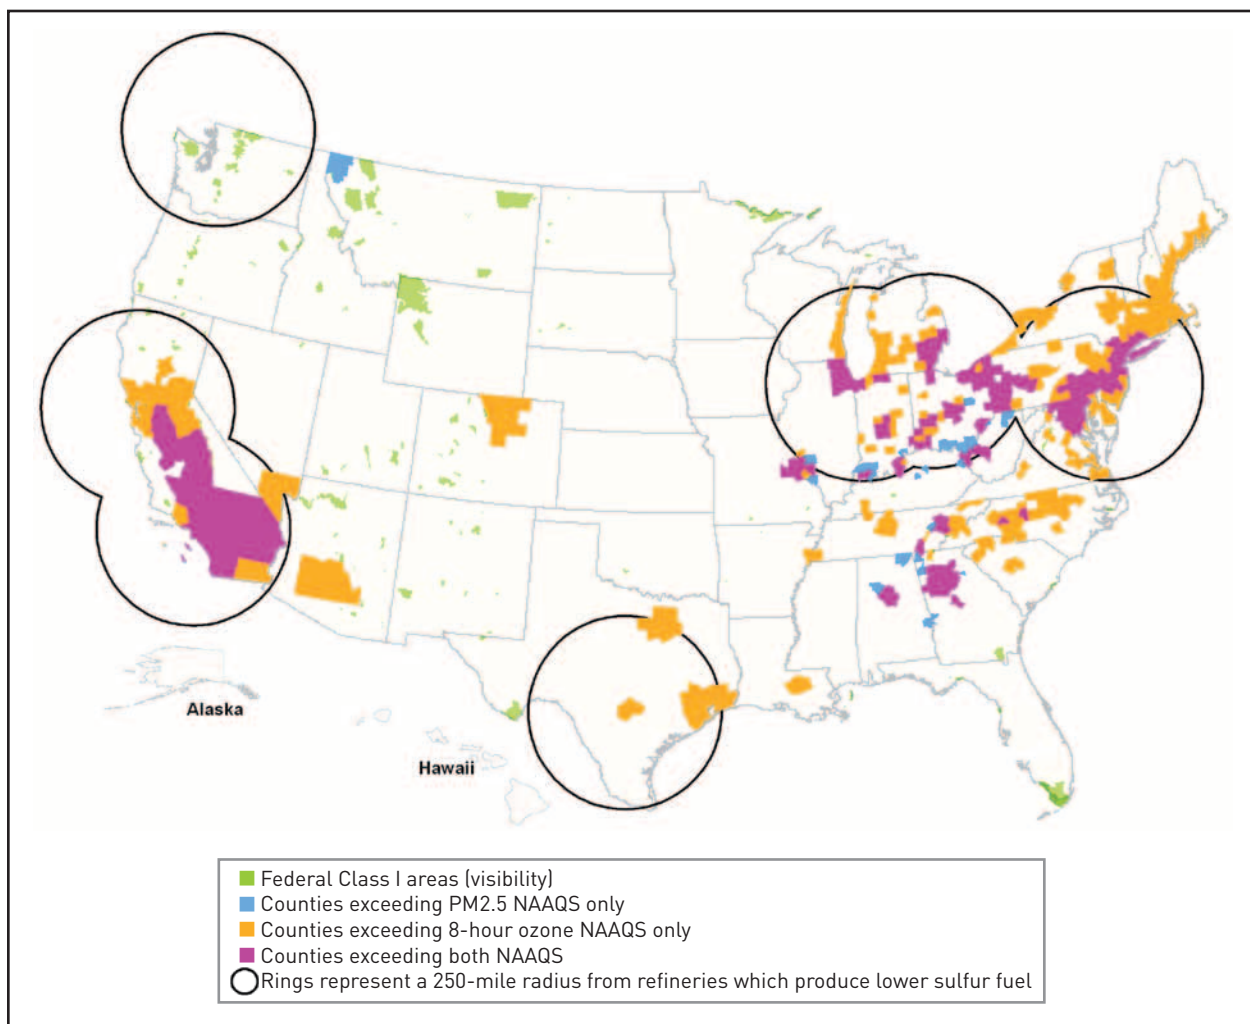 Alaska
Hawaii
Federal Class I areas (visibility)
Counties exceeding PM2.5 NAAQS only
Counties exceeding 8-hour ozone NAAQS only
Counties exceeding both NAAQS
Rings represent a 250-mile radius from refineries which produce lower sulfur fuel